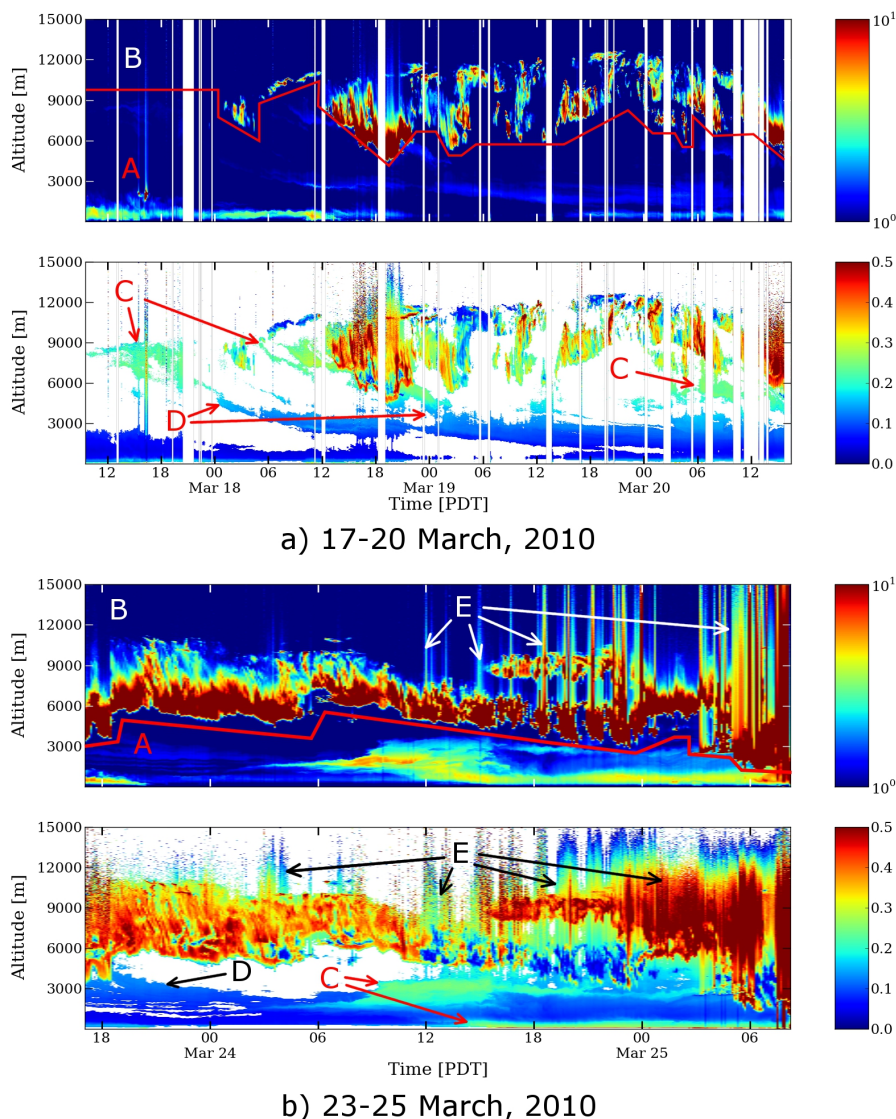 15000
12000
9000
6000
3000
Altitude [m]
B
A
10¹
10⁰
15000
12000
9000
6000
3000
Altitude [m]
C
C
D
0.5
0.4
0.3
0.2
0.1
0.0
12 18 00 06 12 18 00 06 12 18 00 06 12
Mar 18 Mar 19 Mar 20
Time [PDT]
a) 17-20 March, 2010
15000
12000
9000
6000
3000
Altitude [m]
B
E
A
10¹
10⁰
15000
12000
9000
6000
3000
Altitude [m]
E
D
C
0.5
0.4
0.3
0.2
0.1
0.0
18 00 06 12 18 00 06
Mar 24 Mar 25
Time [PDT]
b) 23-25 March, 2010